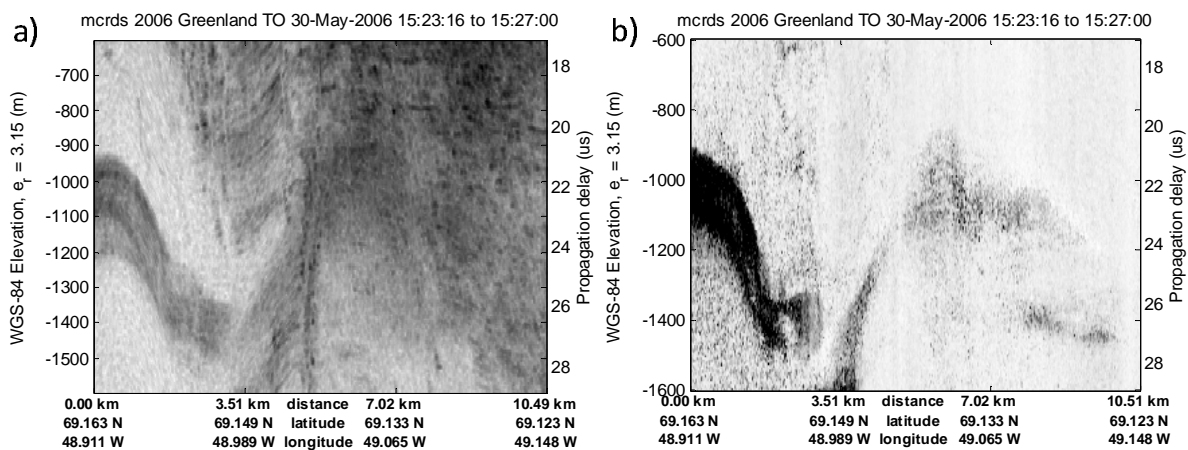 a)
mcrds 2006 Greenland TO 30-May-2006 15:23:16 to 15:27:00
WGS-84 Elevation, e_r = 3.15 (m)
-700
-800
-900
-1000
-1100
-1200
-1300
-1400
-1500
18
20
22
24
26
28
Propagation delay (us)
0.00 km 3.51 km distance 7.02 km 10.49 km
69.163 N 69.149 N latitude 69.133 N 69.123 N
48.911 W 48.989 W longitude 49.065 W 49.148 W
b)
mcrds 2006 Greenland TO 30-May-2006 15:23:16 to 15:27:00
WGS-84 Elevation, e_r = 3.15 (m)
-600
-800
-1000
-1200
-1400
-1600
18
20
22
24
26
28
Propagation delay (us)
0.00 km 3.51 km distance 7.02 km 10.51 km
69.163 N 69.149 N latitude 69.133 N 69.123 N
48.911 W 48.989 W longitude 49.065 W 49.148 W